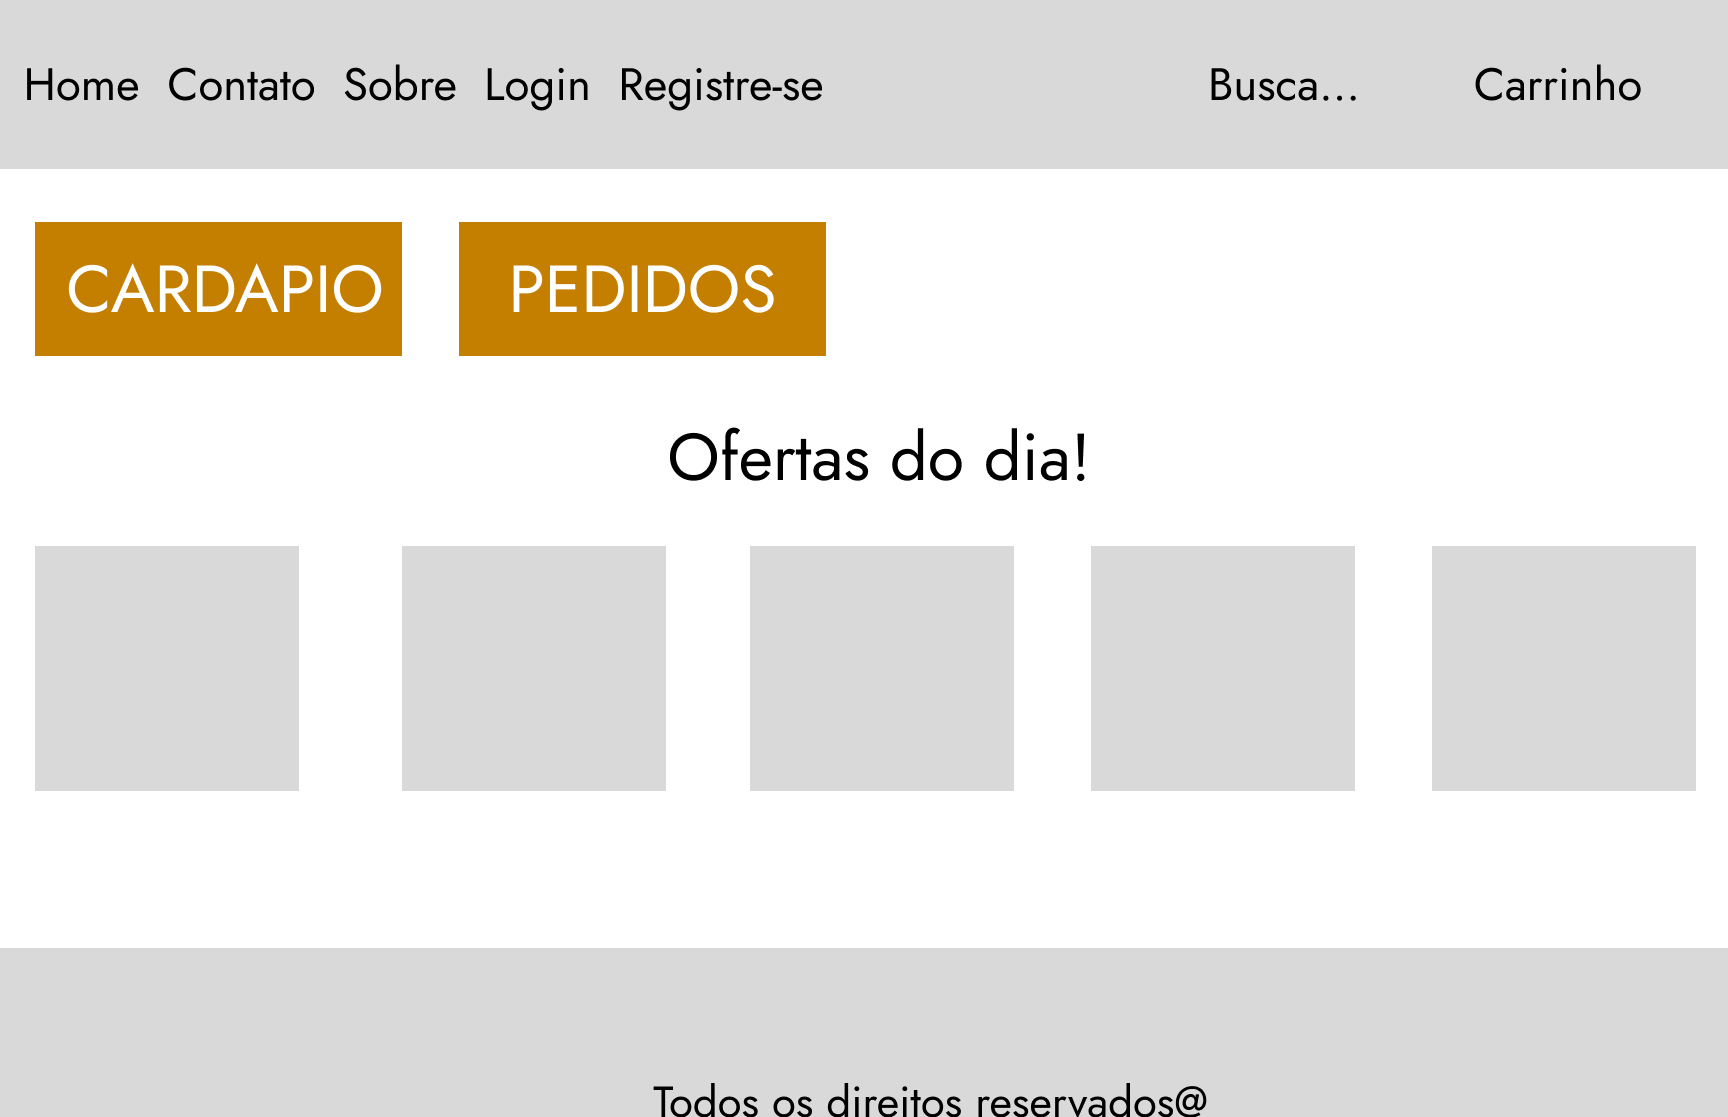 Home Contato Sobre Login Registre-se Busca... Carrinho
CARDAPIO PEDIDOS
Ofertas do dia!
Todos os direitos reservados@